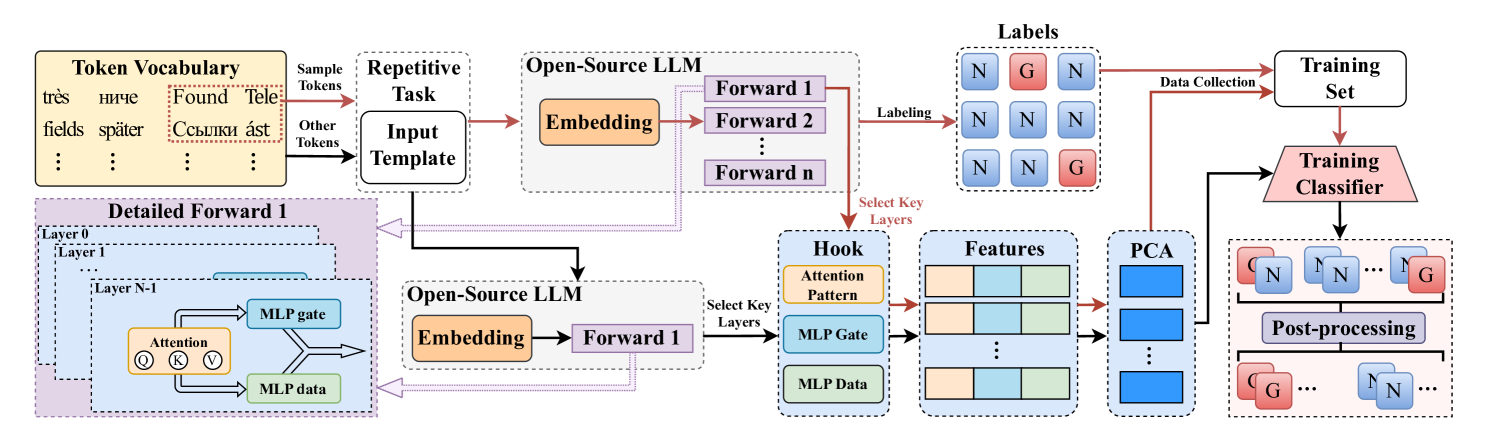 Token Vocabulary
très ниче Found Tele
fields später Ссылки ást
Sample
Tokens
Other
Tokens
Repetitive
Task
Input
Template
Open-Source LLM
Embedding
Forward 1
Forward 2
Forward n
Labeling
Labels
N G N
N N N
N N G
Data Collection
Training
Set
Training
Classifier
Detailed Forward 1
Layer 0
Layer 1
...
Layer N-1
Attention
Q K V
MLP gate
MLP data
Open-Source LLM
Embedding
Forward 1
Select Key
Layers
Select Key
Layers
Hook
Attention
Pattern
MLP Gate
MLP Data
Features
PCA
G N N N ... N G
Post-processing
G G ... N N ...